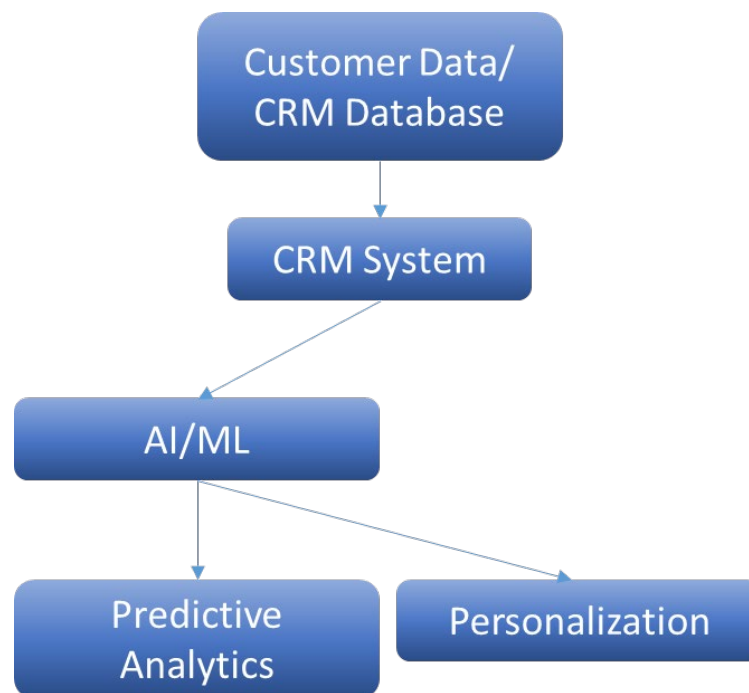 Customer Data/
CRM Database
CRM System
AI/ML
Predictive
Analytics
Personalization